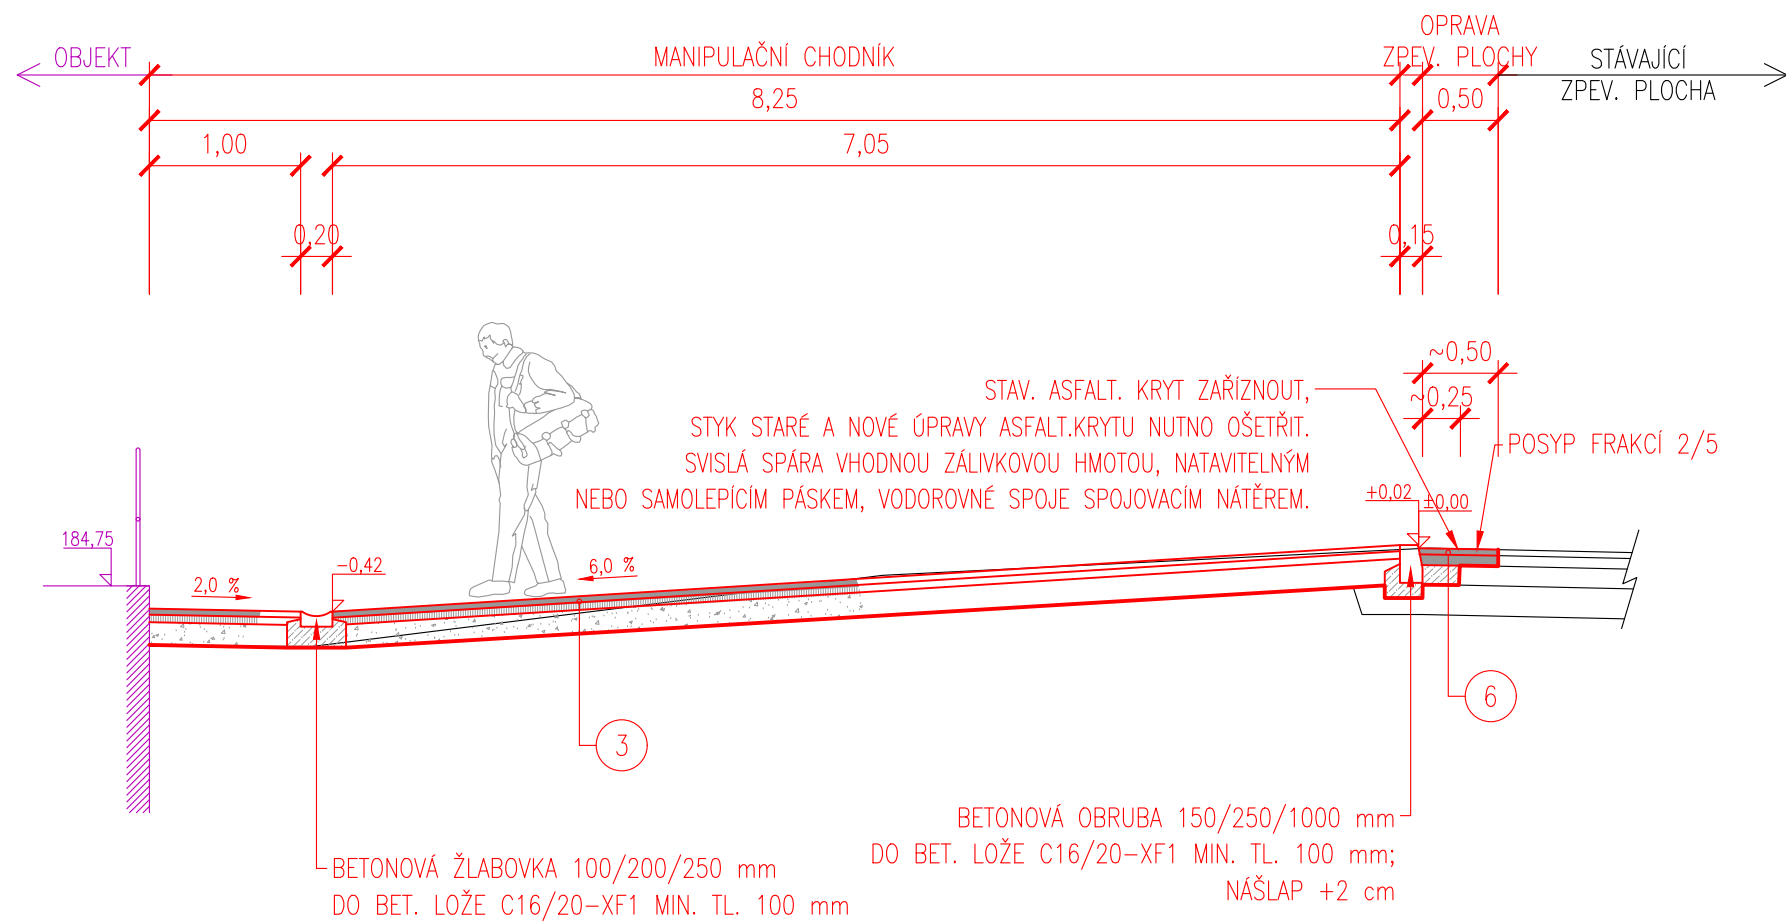 OBJEKT
MANIPULAČNÍ CHODNÍK
OPRAVA
ZPEV. PLOCHY
STÁVAJÍCÍ
ZPEV. PLOCHA
8,25
0,50
1,00
7,05
0,20
0,15
~0,50
~0,25
STAV. ASFALT. KRYT ZAŘÍZNOUT,
STYK STARÉ A NOVÉ ÚPRAVY ASFALT.KRYTU NUTNO OŠETŘIT.
SVISLÁ SPÁRA VHODNOU ZÁLIVKOVOU HMOTOU, NATAVITELNÝM
NEBO SAMOLEPÍCÍM PÁSKEM, VODOROVNÉ SPOJE SPOJOVACÍM NÁTĚREM.
POSYP FRAKCÍ 2/5
+0,02
±0,00
184,75
2,0 %
-0,42
6,0 %
3
6
BETONOVÁ OBRUBA 150/250/1000 mm
DO BET. LOŽE C16/20-XF1 MIN. TL. 100 mm;
NÁŠLAP +2 cm
BETONOVÁ ŽLABOVKA 100/200/250 mm
DO BET. LOŽE C16/20-XF1 MIN. TL. 100 mm